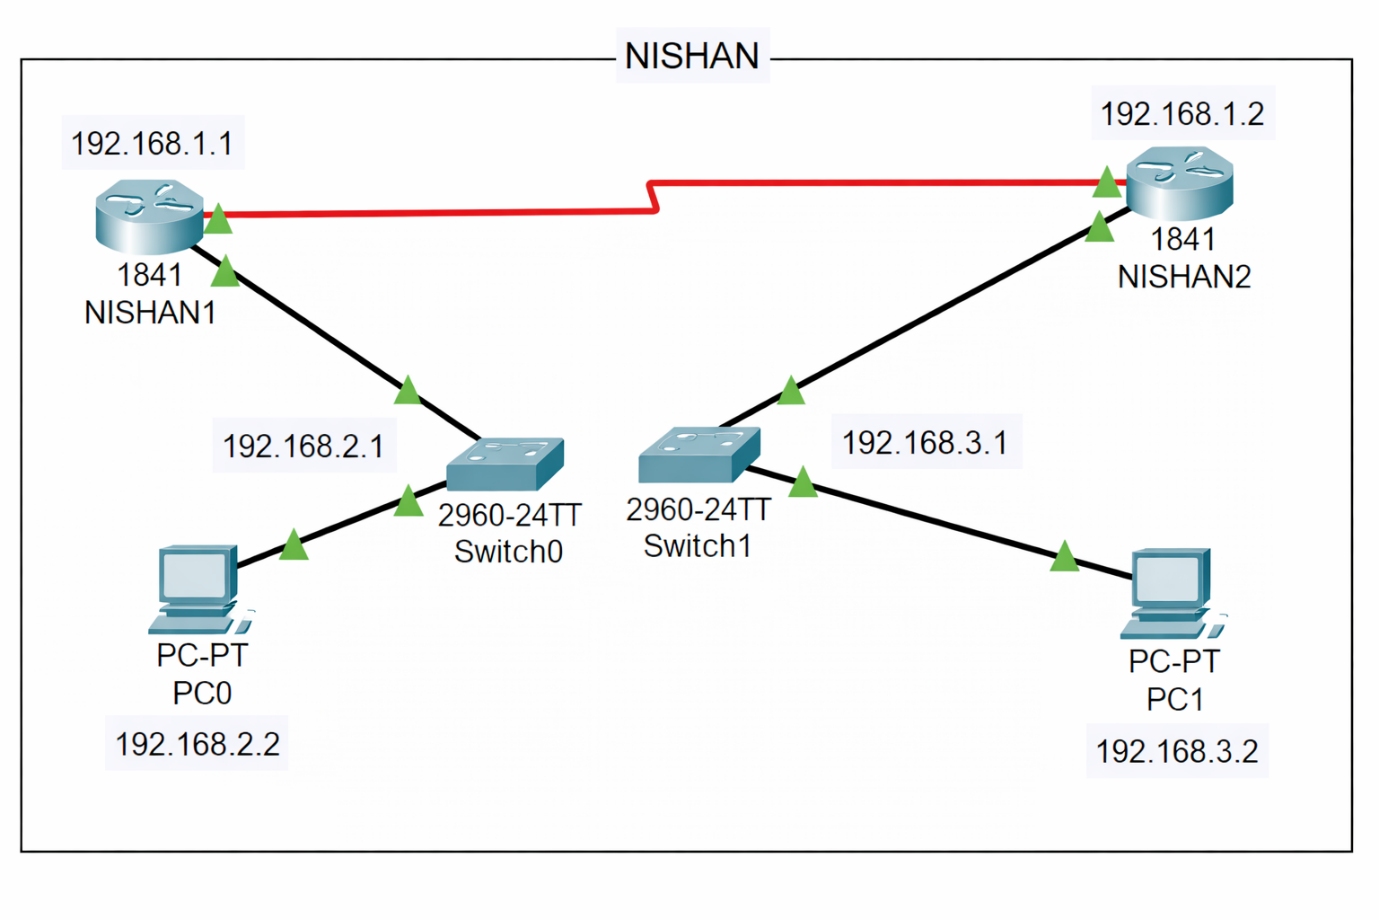 NISHAN
192.168.1.1
192.168.1.2
1841
NISHAN1
1841
NISHAN2
192.168.2.1
192.168.3.1
2960-24TT
Switch0
2960-24TT
Switch1
PC-PT
PC0
192.168.2.2
PC-PT
PC1
192.168.3.2